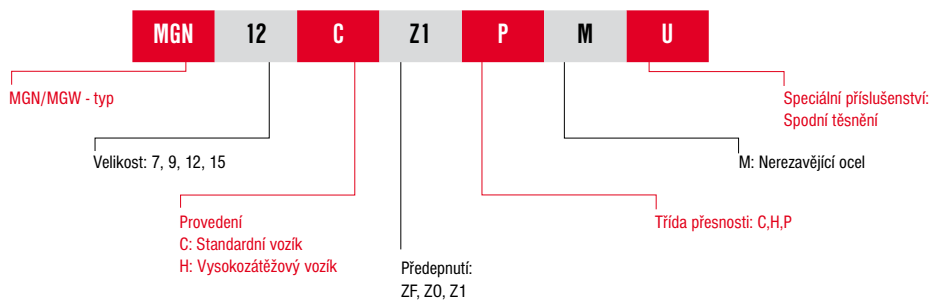 MGN 12 C Z1 P M U
MGN/MGW - typ
Speciální příslušenství:
Spodní těsnění
Velikost: 7, 9, 12, 15
M: Nerezavějící ocel
Provedení
C: Standardní vozík
H: Vysokozátěžový vozík
Třída přesnosti: C,H,P
Předepnutí:
ZF, Z0, Z1